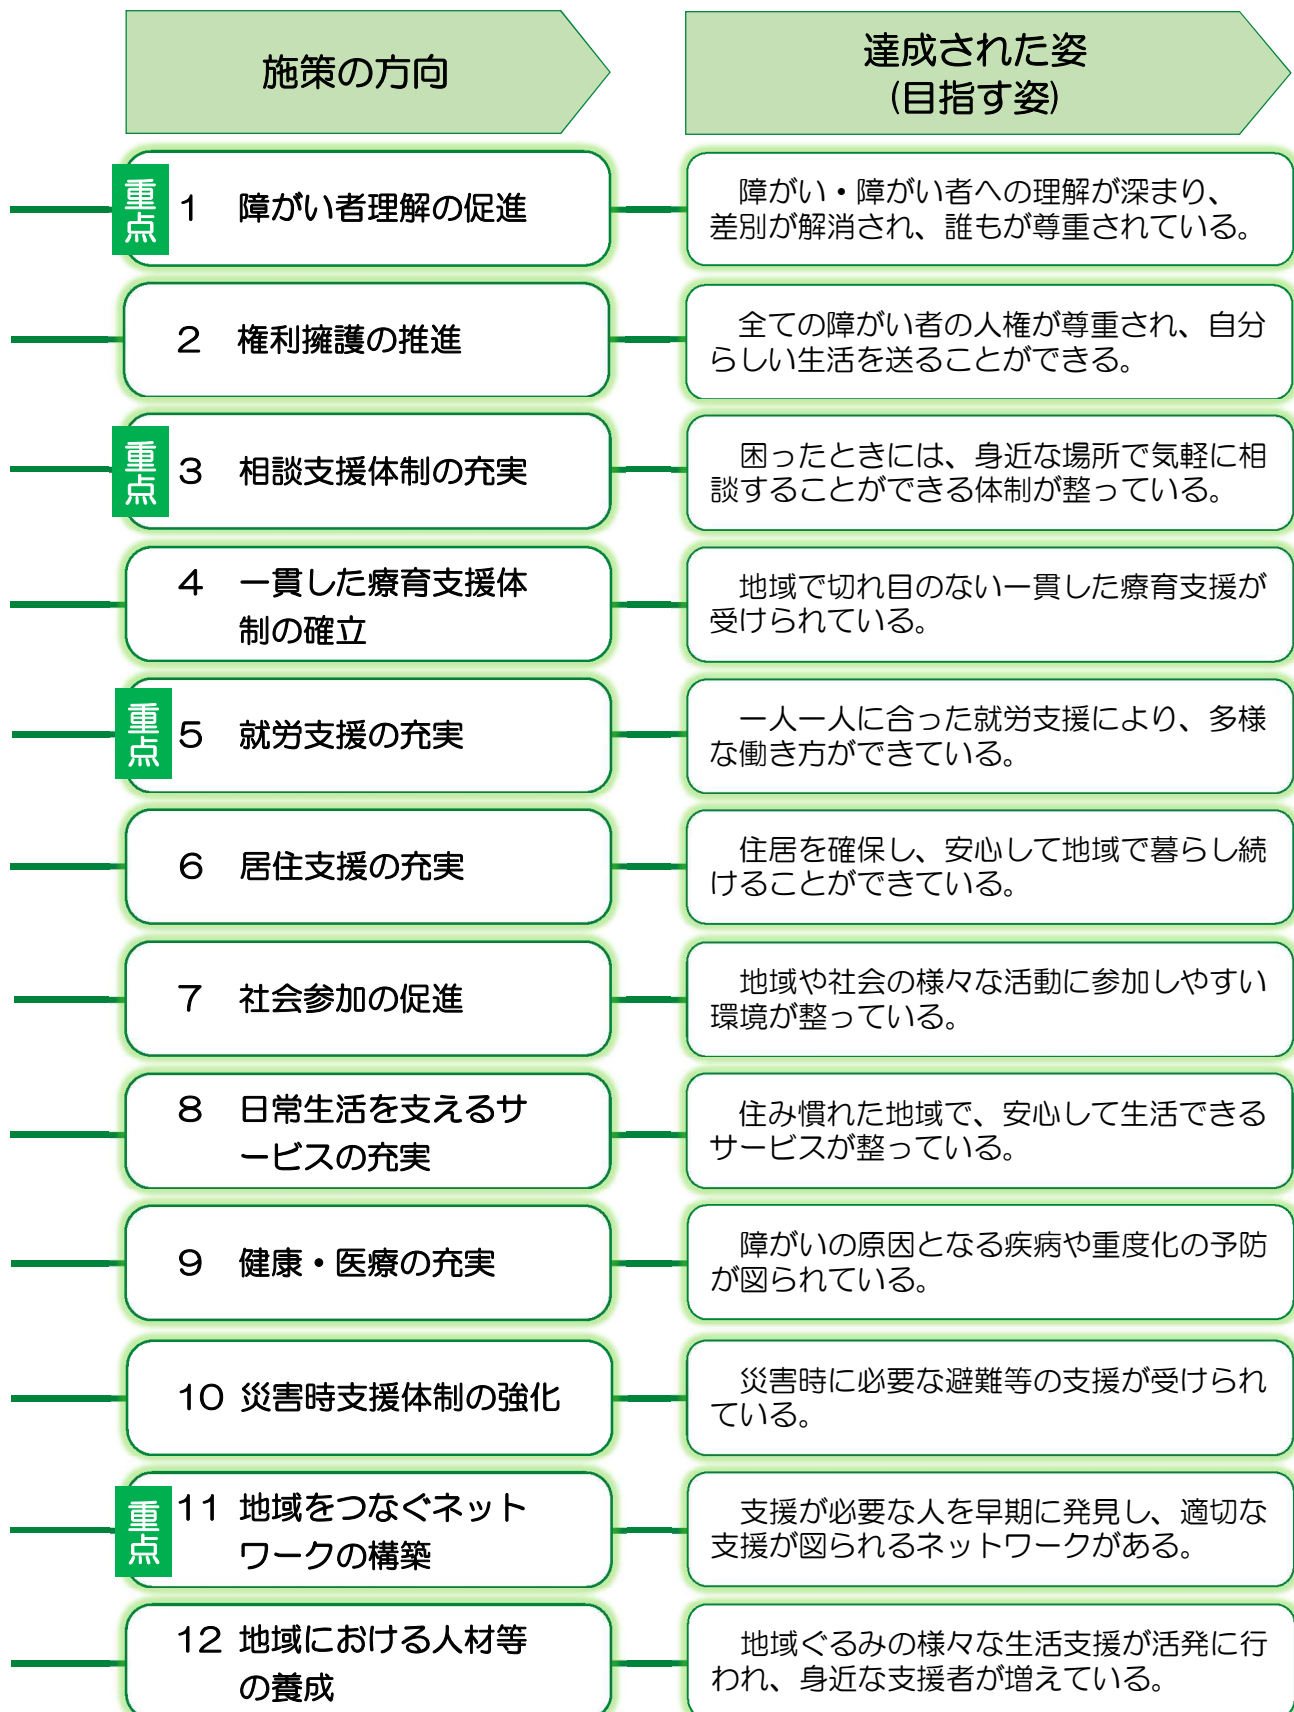 施策の方向
達成された姿
(目指す姿)
重点
1 障がい者理解の促進
障がい・障がい者への理解が深まり、
差別が解消され、誰もが尊重されている。
2 権利擁護の推進
全ての障がい者の人権が尊重され、自分
らしい生活を送ることができる。
重点
3 相談支援体制の充実
困ったときには、身近な場所で気軽に相
談することができる体制が整っている。
4 一貫した療育支援体
制の確立
地域で切れ目のない一貫した療育支援が
受けられている。
重点
5 就労支援の充実
一人一人に合った就労支援により、多様
な働き方ができている。
6 居住支援の充実
住居を確保し、安心して地域で暮らし続
けることができている。
7 社会参加の促進
地域や社会の様々な活動に参加しやすい
環境が整っている。
8 日常生活を支えるサ
ービスの充実
住み慣れた地域で、安心して生活できる
サービスが整っている。
9 健康・医療の充実
障がいの原因となる疾病や重度化の予防
が図られている。
10 災害時支援体制の強化
災害時に必要な避難等の支援が受けられ
ている。
重点
11 地域をつなぐネット
ワークの構築
支援が必要な人を早期に発見し、適切な
支援が図られるネットワークがある。
12 地域における人材等
の養成
地域ぐるみの様々な生活支援が活発に行
われ、身近な支援者が増えている。